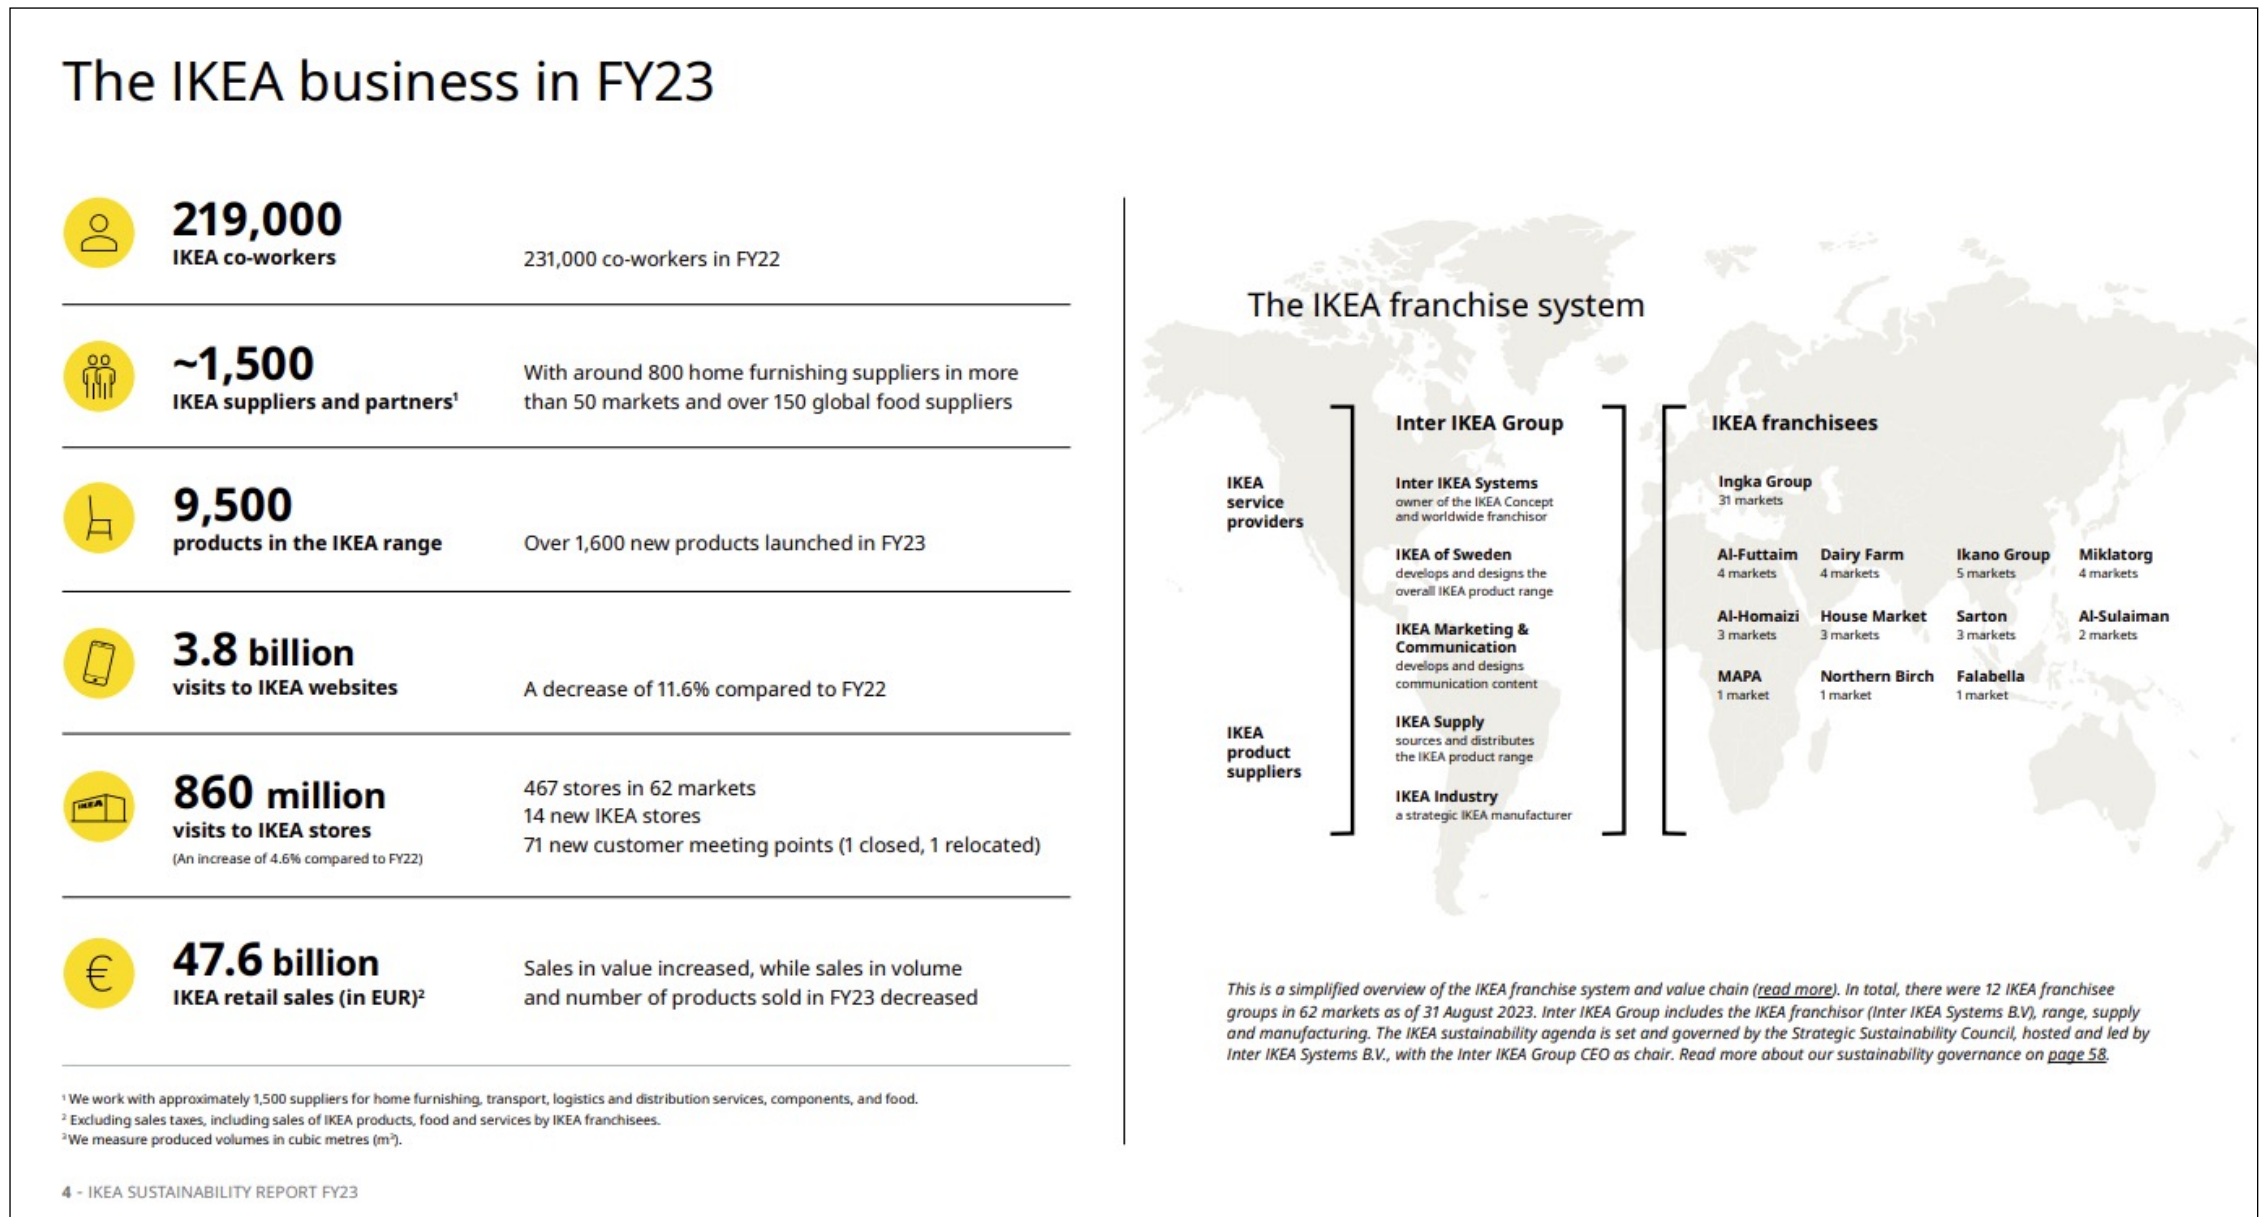 The IKEA business in FY23
219,000
IKEA co-workers
231,000 co-workers in FY22
~1,500
IKEA suppliers and partners¹
With around 800 home furnishing suppliers in more
than 50 markets and over 150 global food suppliers
9,500
products in the IKEA range
Over 1,600 new products launched in FY23
3.8 billion
visits to IKEA websites
A decrease of 11.6% compared to FY22
IKEA
860 million
visits to IKEA stores
(An increase of 4.6% compared to FY22)
467 stores in 62 markets
14 new IKEA stores
71 new customer meeting points (1 closed, 1 relocated)
€
47.6 billion
IKEA retail sales (in EUR)²
Sales in value increased, while sales in volume
and number of products sold in FY23 decreased
¹ We work with approximately 1,500 suppliers for home furnishing, transport, logistics and distribution services, components, and food.
² Excluding sales taxes, including sales of IKEA products, food and services by IKEA franchisees.
³ We measure produced volumes in cubic metres (m³).
4 - IKEA SUSTAINABILITY REPORT FY23
The IKEA franchise system
IKEA
service
providers
IKEA
product
suppliers
Inter IKEA Group
Inter IKEA Systems
owner of the IKEA Concept
and worldwide franchisor
IKEA of Sweden
develops and designs the
overall IKEA product range
IKEA Marketing &
Communication
develops and designs
communication content
IKEA Supply
sources and distributes
the IKEA product range
IKEA Industry
a strategic IKEA manufacturer
IKEA franchisees
Ingka Group
31 markets
Al-Futtaim Dairy Farm Ikano Group Miklatorg
4 markets 4 markets 5 markets 4 markets
Al-Homaizi House Market Sarton Al-Sulaiman
3 markets 3 markets 3 markets 2 markets
MAPA Northern Birch Falabella
1 market 1 market 1 market
This is a simplified overview of the IKEA franchise system and value chain (read more). In total, there were 12 IKEA franchisee
groups in 62 markets as of 31 August 2023. Inter IKEA Group includes the IKEA franchisor (Inter IKEA Systems B.V), range, supply
and manufacturing. The IKEA sustainability agenda is set and governed by the Strategic Sustainability Council, hosted and led by
Inter IKEA Systems B.V., with the Inter IKEA Group CEO as chair. Read more about our sustainability governance on page 58.